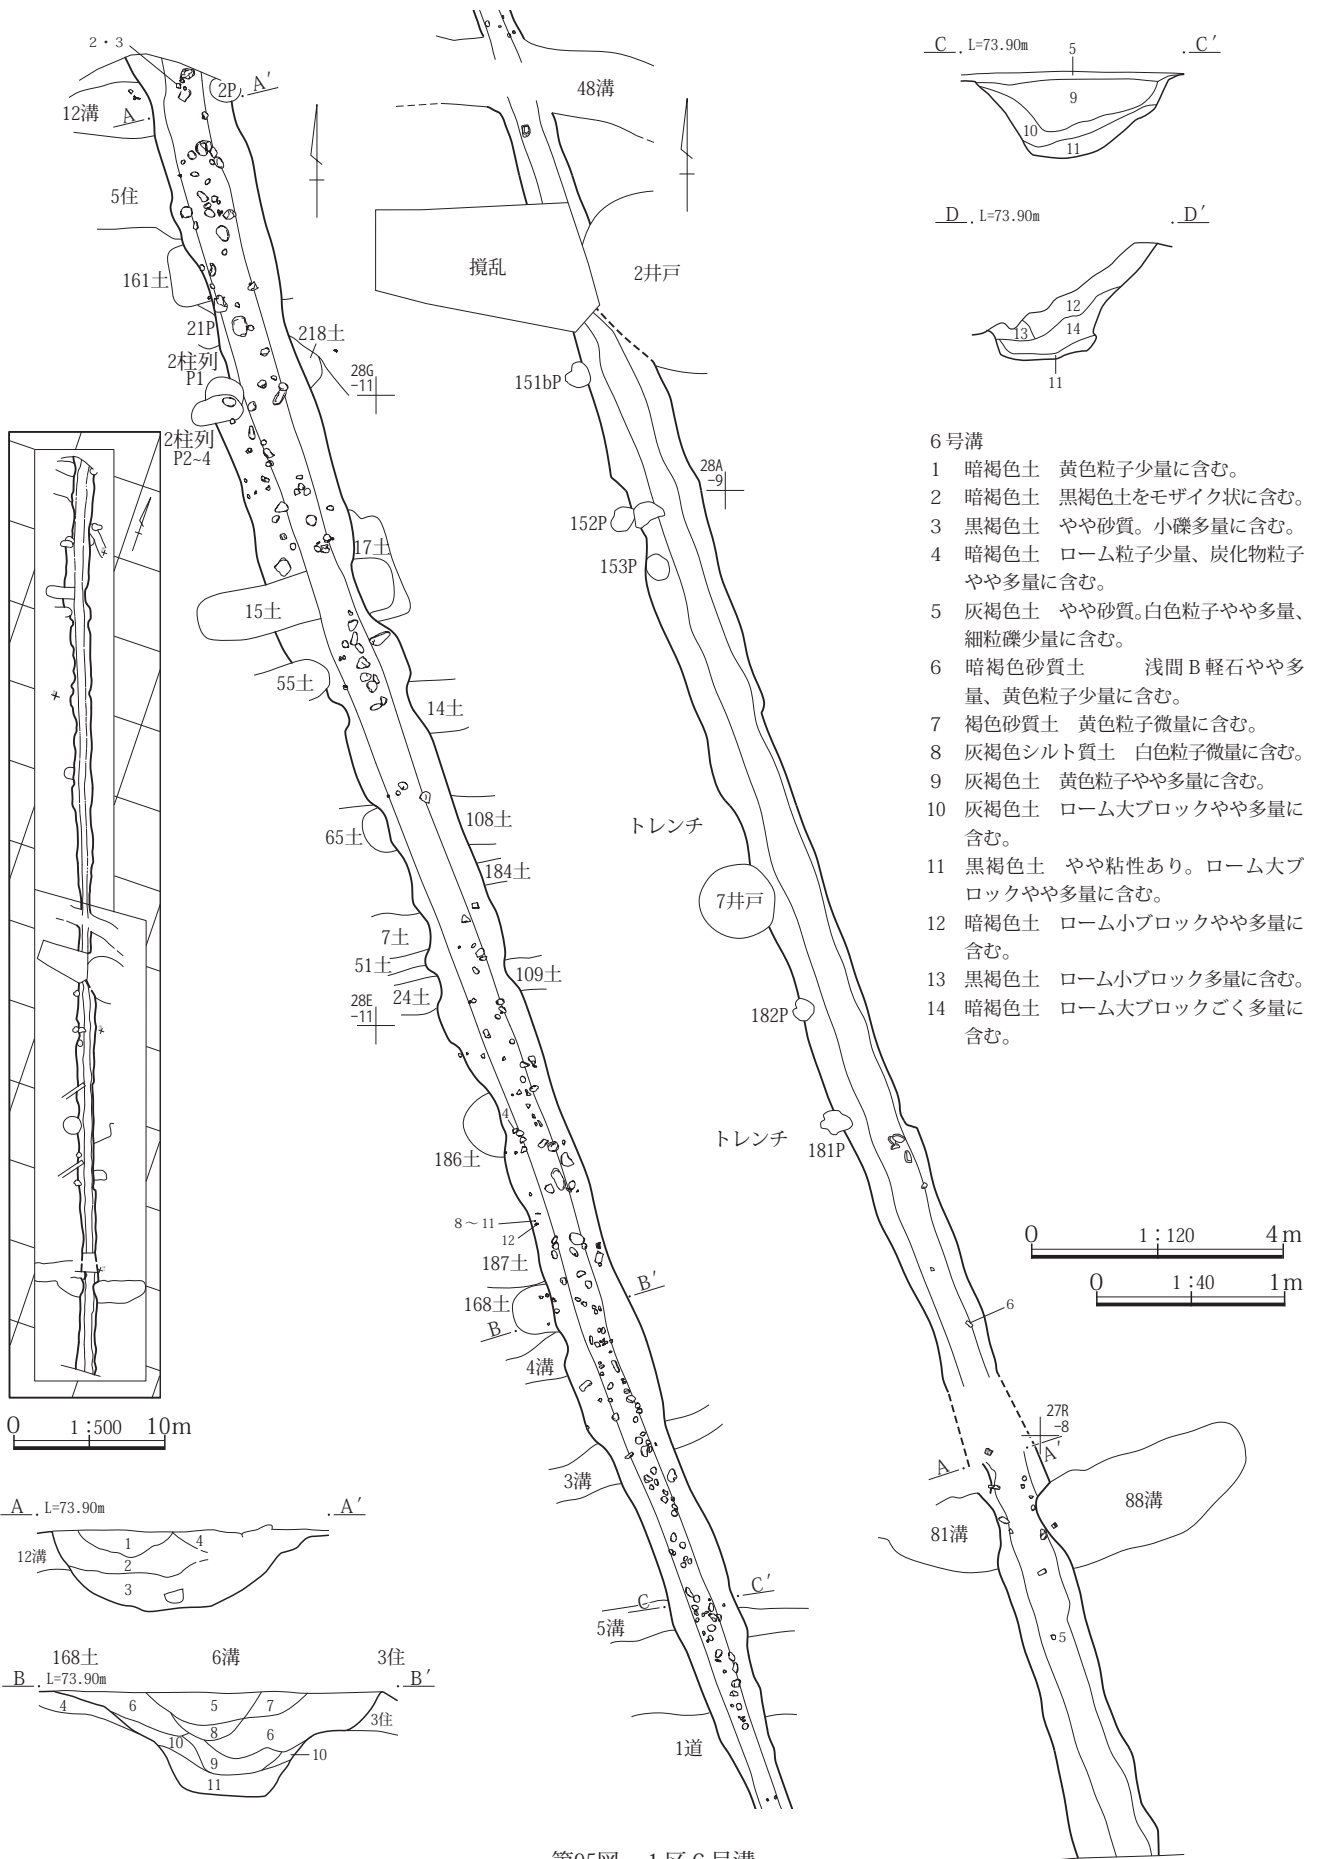 2・3
2P
A′
12溝
A
5住
161土
21P
218土
2柱列
P1
28G
-11
2柱列
P2~4
17土
15土
55土
14土
65土
108土
184土
7土
51土
24土
109土
28E
-11
4
186土
8～11
12
187土
168土
B
B′
4溝
3溝
C
C′
5溝
1道
48溝
撹乱
2井戸
151bP
28A
-9
152P
153P
トレンチ
7井戸
182P
トレンチ
181P
6
27R
-8
A
A′
81溝
88溝
5
C L=73.90m C′
5
9
10
11
D L=73.90m D′
12
13
14
11
6号溝
1 暗褐色土 黄色粒子少量に含む。
2 暗褐色土 黒褐色土をモザイク状に含む。
3 黒褐色土 やや砂質。小礫多量に含む。
4 暗褐色土 ローム粒子少量、炭化物粒子
やや多量に含む。
5 灰褐色土 やや砂質。白色粒子やや多量、
細粒礫少量に含む。
6 暗褐色砂質土 浅間B軽石やや多
量、黄色粒子少量に含む。
7 褐色砂質土 黄色粒子微量に含む。
8 灰褐色シルト質土 白色粒子微量に含む。
9 灰褐色土 黄色粒子やや多量に含む。
10 灰褐色土 ローム大ブロックやや多量に
含む。
11 黒褐色土 やや粘性あり。ローム大ブ
ロックやや多量に含む。
12 暗褐色土 ローム小ブロックやや多量に
含む。
13 黒褐色土 ローム小ブロック多量に含む。
14 暗褐色土 ローム大ブロックごく多量に
含む。
0 1：120 4m
0 1：40 1m
0 1：500 10m
A L=73.90m A′
12溝
1
4
2
3
168土 6溝 3住
B L=73.90m B′
4
6
5
7
3住
8
6
10
9
10
11
第95図 1区6号溝